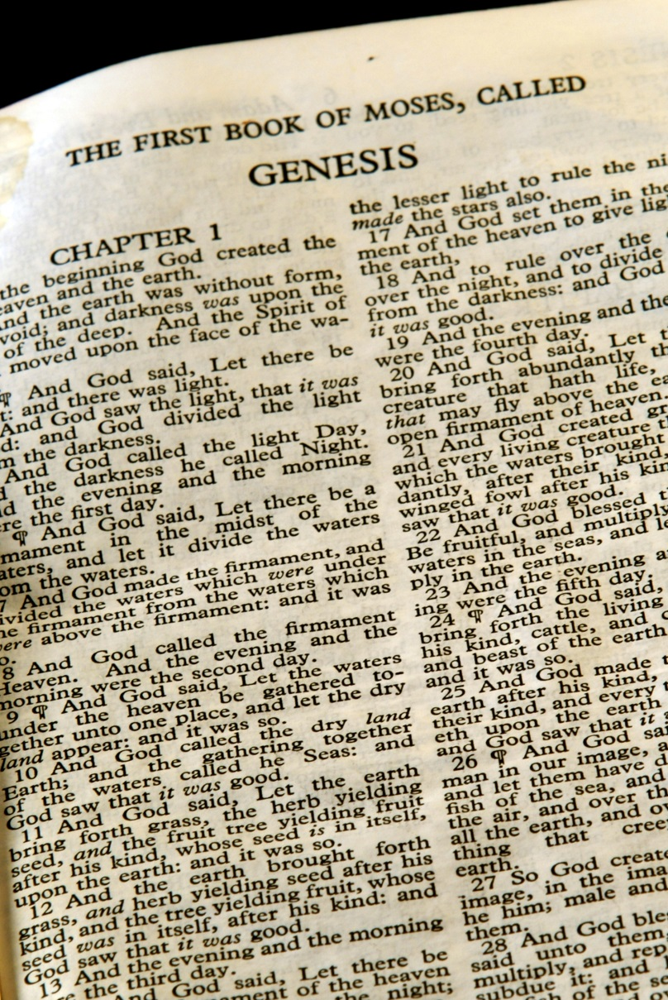 THE FIRST BOOK OF MOSES, CALLED
GENESIS
CHAPTER 1
the beginning God created the
eaven and the earth.
nd the earth was without form,
void; and darkness was upon the
of the deep. And the Spirit of
moved upon the face of the wa-
¶ And God said, Let there be
t: and there was light.
And God saw the light, that it was
d: and God divided the light
m the darkness.
And God called the light Day,
d the darkness he called Night.
d the evening and the morning
re the first day.
¶ And God said, Let there be a
mament in the midst of the
aters, and let it divide the waters
om the waters.
7 And God made the firmament, and
ivided the waters which were under
he firmament from the waters which
were above the firmament: and it was
o.
8 And God called the firmament
Heaven. And the evening and the
morning were the second day.
9 ¶ And God said, Let the waters
under the heaven be gathered to-
gether unto one place, and let the dry
land appear: and it was so.
10 And God called the dry land
Earth; and the gathering together
of the waters called he Seas: and
God saw that it was good.
11 And God said, Let the earth
bring forth grass, the herb yielding
seed, and the fruit tree yielding fruit
after his kind, whose seed is in itself,
upon the earth: and it was so.
12 And the earth brought forth
grass, and herb yielding seed after his
kind, and the tree yielding fruit, whose
seed was in itself, after his kind: and
God saw that it was good.
13 And the evening and the morning
re the third day.
And God said, Let there be
ament of the heaven
the night;
the lesser light to rule the ni
made the stars also.
17 And God set them in the
ment of the heaven to give lig
the earth,
18 And to rule over the
over the night, and to divide
from the darkness: and God
it was good.
19 And the evening and the
were the fourth day.
20 And God said, Let t
bring forth abundantly th
creature that hath life,
that may fly above the ea
open firmament of heaven.
21 And God created gr
and every living creature t
which the waters brought
dantly, after their kind,
winged fowl after his kin
saw that it was good.
22 And God blessed t
Be fruitful, and multiply
waters in the seas, and le
ply in the earth.
23 And the evening a
ing were the fifth day.
24 ¶ And God said,
bring forth the living
his kind, cattle, and c
and beast of the earth
and it was so.
25 And God made t
earth after his kind,
their kind, and every t
eth upon the earth
and God saw that it
26 ¶ And God sai
man in our image, a
and let them have d
fish of the sea, and
the air, and over th
all the earth, and ov
thing that cree
earth.
27 So God create
image, in the ima
he him; male and
them.
28 And God ble
said unto them,
multiply, and rep
subdue it: and h
sh of the se